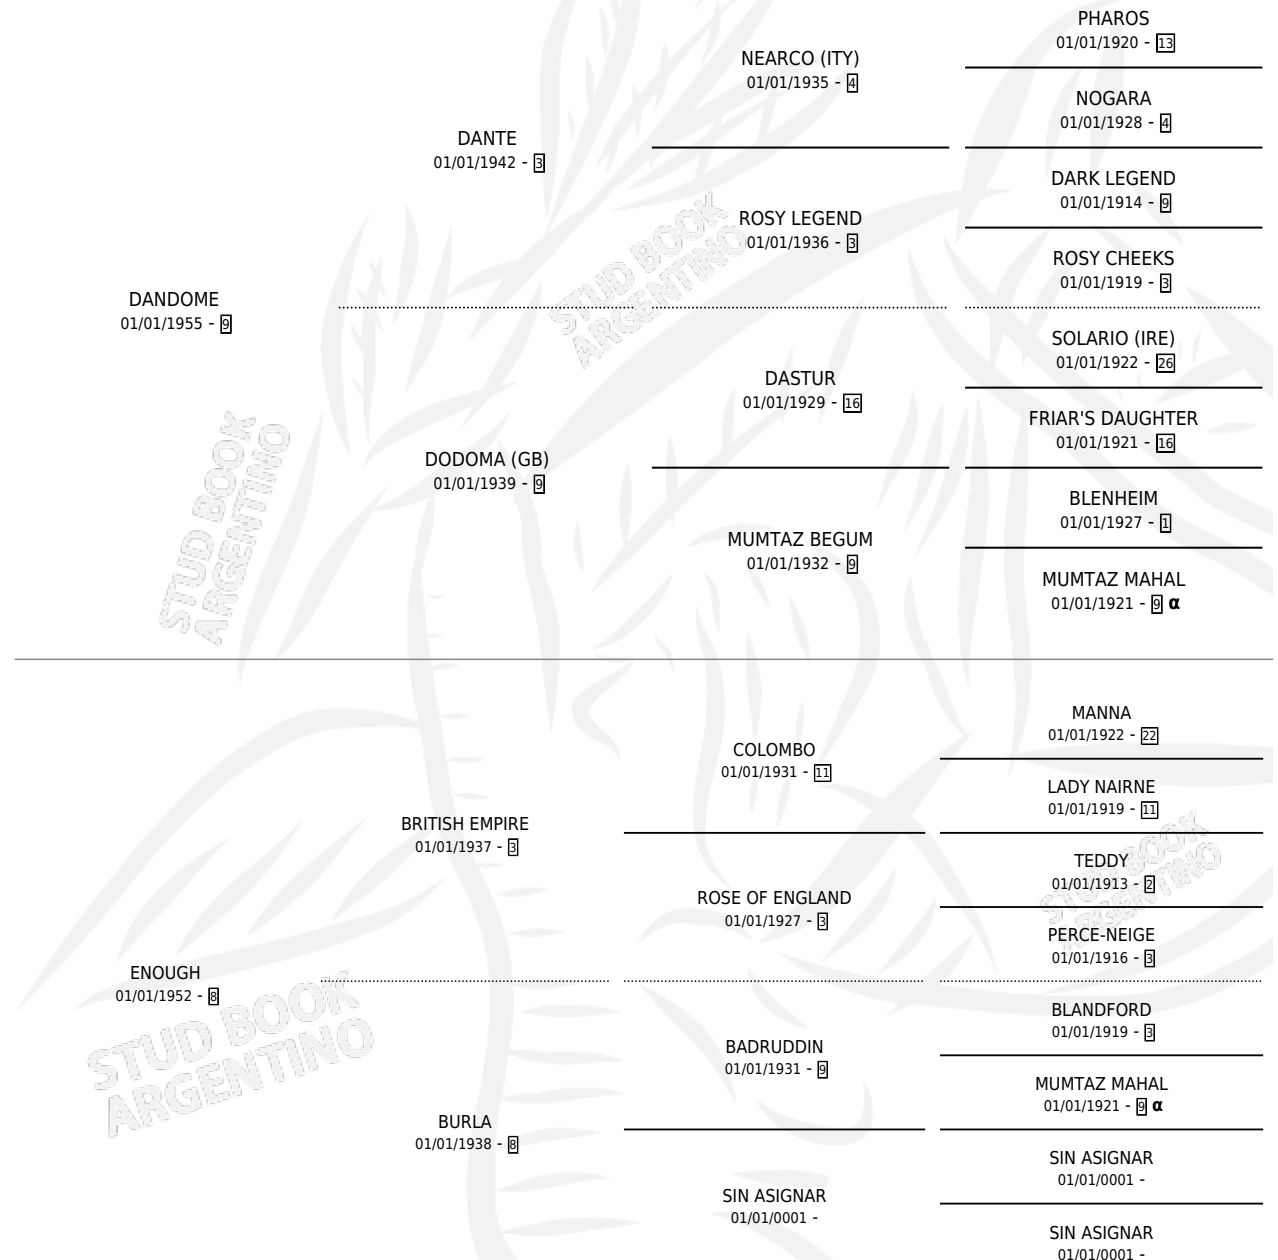 PHAROS
01/01/1920 - 13
NEARCO (ITY)
01/01/1935 - 4
NOGARA
01/01/1928 - 4
DANTE
01/01/1942 - 3
DARK LEGEND
01/01/1914 - 9
ROSY LEGEND
01/01/1936 - 3
ROSY CHEEKS
01/01/1919 - 3
DANDOME
01/01/1955 - 9
STUD BOOK
ARGENTINO
SOLARIO (IRE)
01/01/1922 - 26
DASTUR
01/01/1929 - 16
FRIAR'S DAUGHTER
01/01/1921 - 16
DODOMA (GB)
01/01/1939 - 9
BLENHEIM
01/01/1927 - 1
MUMTAZ BEGUM
01/01/1932 - 9
MUMTAZ MAHAL
01/01/1921 - 9 α
STUD BOOK
ARGENTINO
MANNA
01/01/1922 - 22
COLOMBO
01/01/1931 - 11
LADY NAIRNE
01/01/1919 - 11
BRITISH EMPIRE
01/01/1937 - 3
TEDDY
01/01/1913 - 2
ROSE OF ENGLAND
01/01/1927 - 3
STUD BOOK
ARGENTINO
PERCE-NEIGE
01/01/1916 - 3
ENOUGH
01/01/1952 - 8
STUD BOOK
ARGENTINO
BLANDFORD
01/01/1919 - 3
BADRUDDIN
01/01/1931 - 9
MUMTAZ MAHAL
01/01/1921 - 9 α
BURLA
01/01/1938 - 8
SIN ASIGNAR
01/01/0001 -
SIN ASIGNAR
01/01/0001 -
SIN ASIGNAR
01/01/0001 -